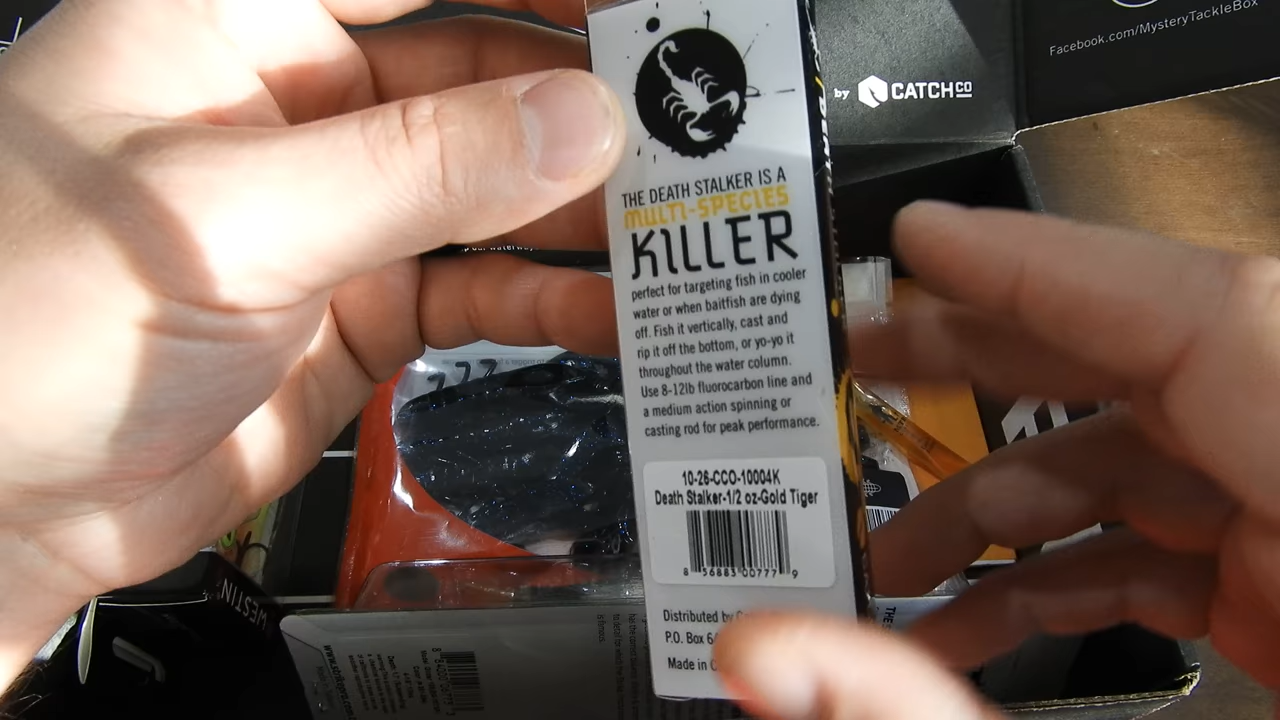 Facebook.com/MysteryTackleBox
by CATCHCO
THE DEATH STALKER IS A
MULTI-SPECIES
KILLER
perfect for targeting fish in cooler
water or when baitfish are dying
off. Fish it vertically, cast and
rip it off the bottom, or yo-yo it
throughout the water column.
Use 8-12lb fluorocarbon line and
a medium action spinning or
casting rod for peak performance.
10-26-CCO-10004K
Death Stalker-1/2 oz-Gold Tiger
8 56883 00777 9
Distributed by
P.O. Box
Made in
WESTIN